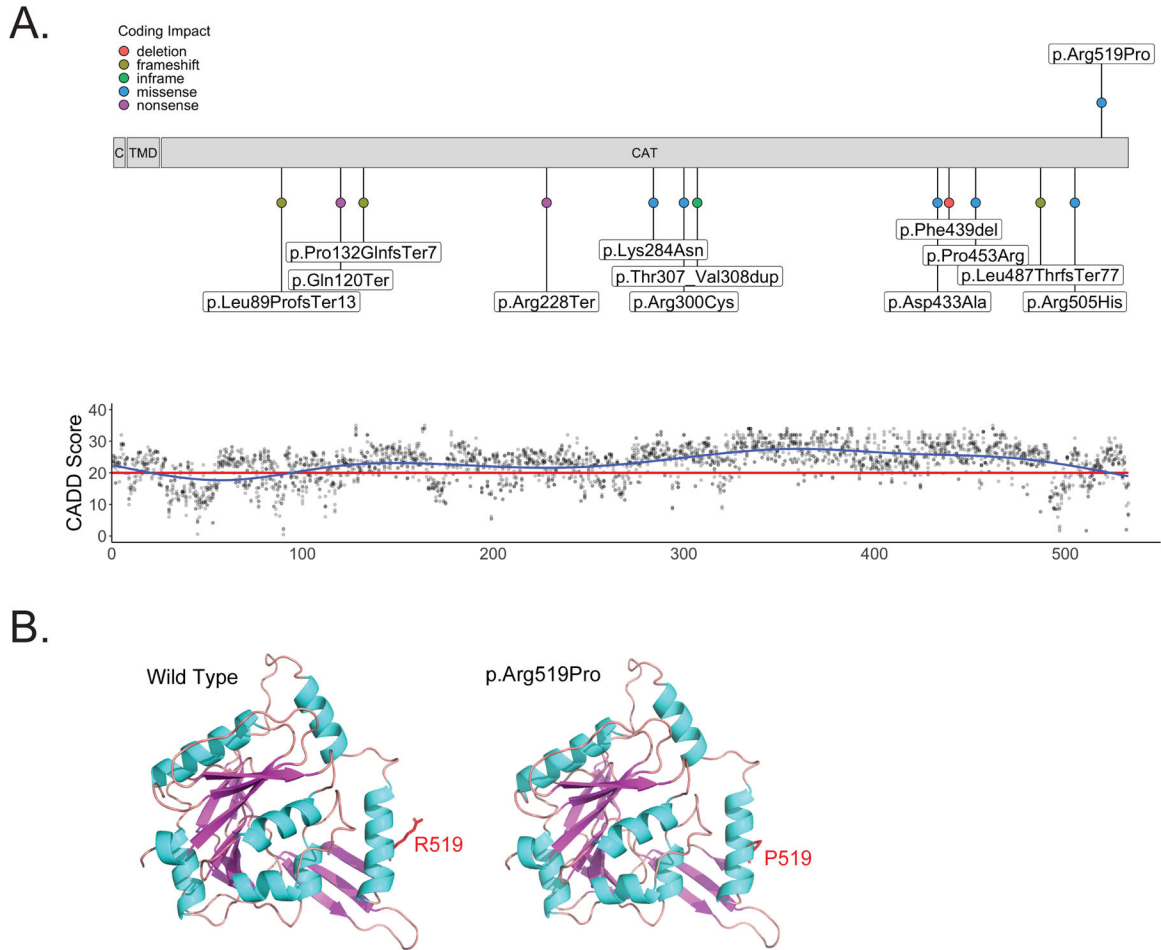 A.
Coding Impact
deletion
frameshift
inframe
missense
nonsense
p.Arg519Pro
C TMD CAT
p.Phe439del
p.Pro132GlnfsTer7 p.Lys284Asn p.Pro453Arg
p.Gln120Ter p.Thr307_Val308dup p.Leu487ThrfsTer77
p.Leu89ProfsTer13 p.Arg228Ter p.Arg300Cys p.Asp433Ala p.Arg505His
CADD Score
40
30
20
10
0
0 100 200 300 400 500
B.
Wild Type p.Arg519Pro
R519 P519